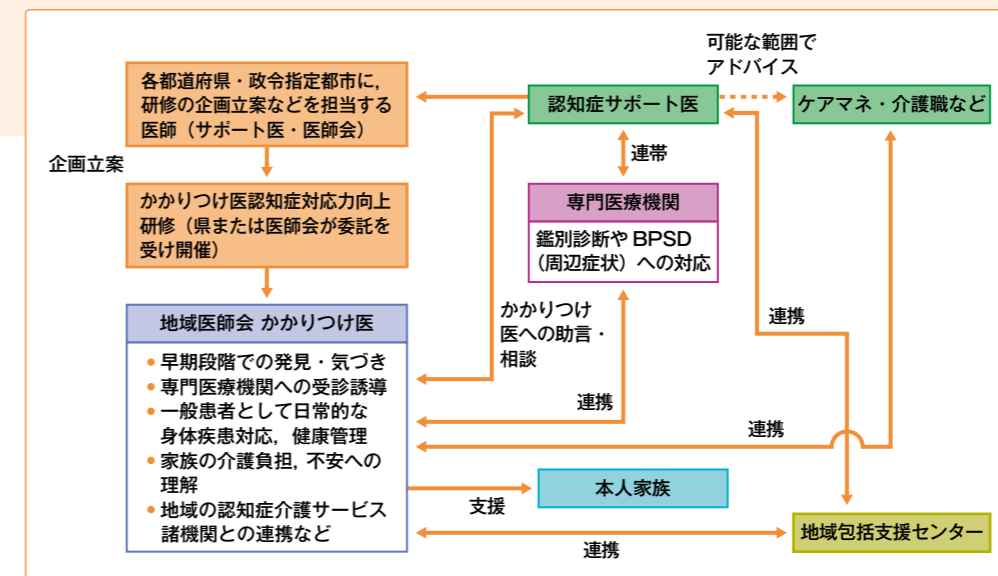 各都道府県・政令指定都市に，
研修の企画立案などを担当する
医師（サポート医・医師会）
企画立案
かかりつけ医認知症対応力向上
研修（県または医師会が委託を
受け開催）
地域医師会 かかりつけ医
● 早期段階での発見・気づき
● 専門医療機関への受診誘導
● 一般患者として日常的な
身体疾患対応，健康管理
● 家族の介護負担，不安への
理解
● 地域の認知症介護サービス
諸機関との連携など
認知症サポート医
可能な範囲で
アドバイス
ケアマネ・介護職など
連帯
専門医療機関
鑑別診断や BPSD
（周辺症状）への対応
かかりつけ
医への助言・
相談
連携
連携
連携
支援
本人家族
連携
地域包括支援センター